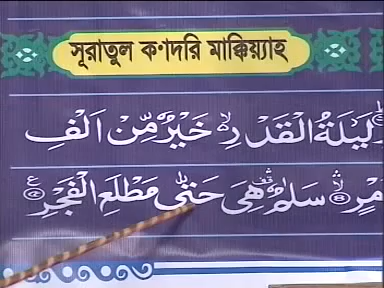 সূরাতুল ক্বাদরি মাক্কিয়্যাহ
لَيْلَةُ الْقَدْرِ ۙ خَيْرٌ مِّنْ اَلْفِ
سَلٰمٌ ۛ هِيَ حَتّٰى مَطْلَعِ الْفَجْرِ